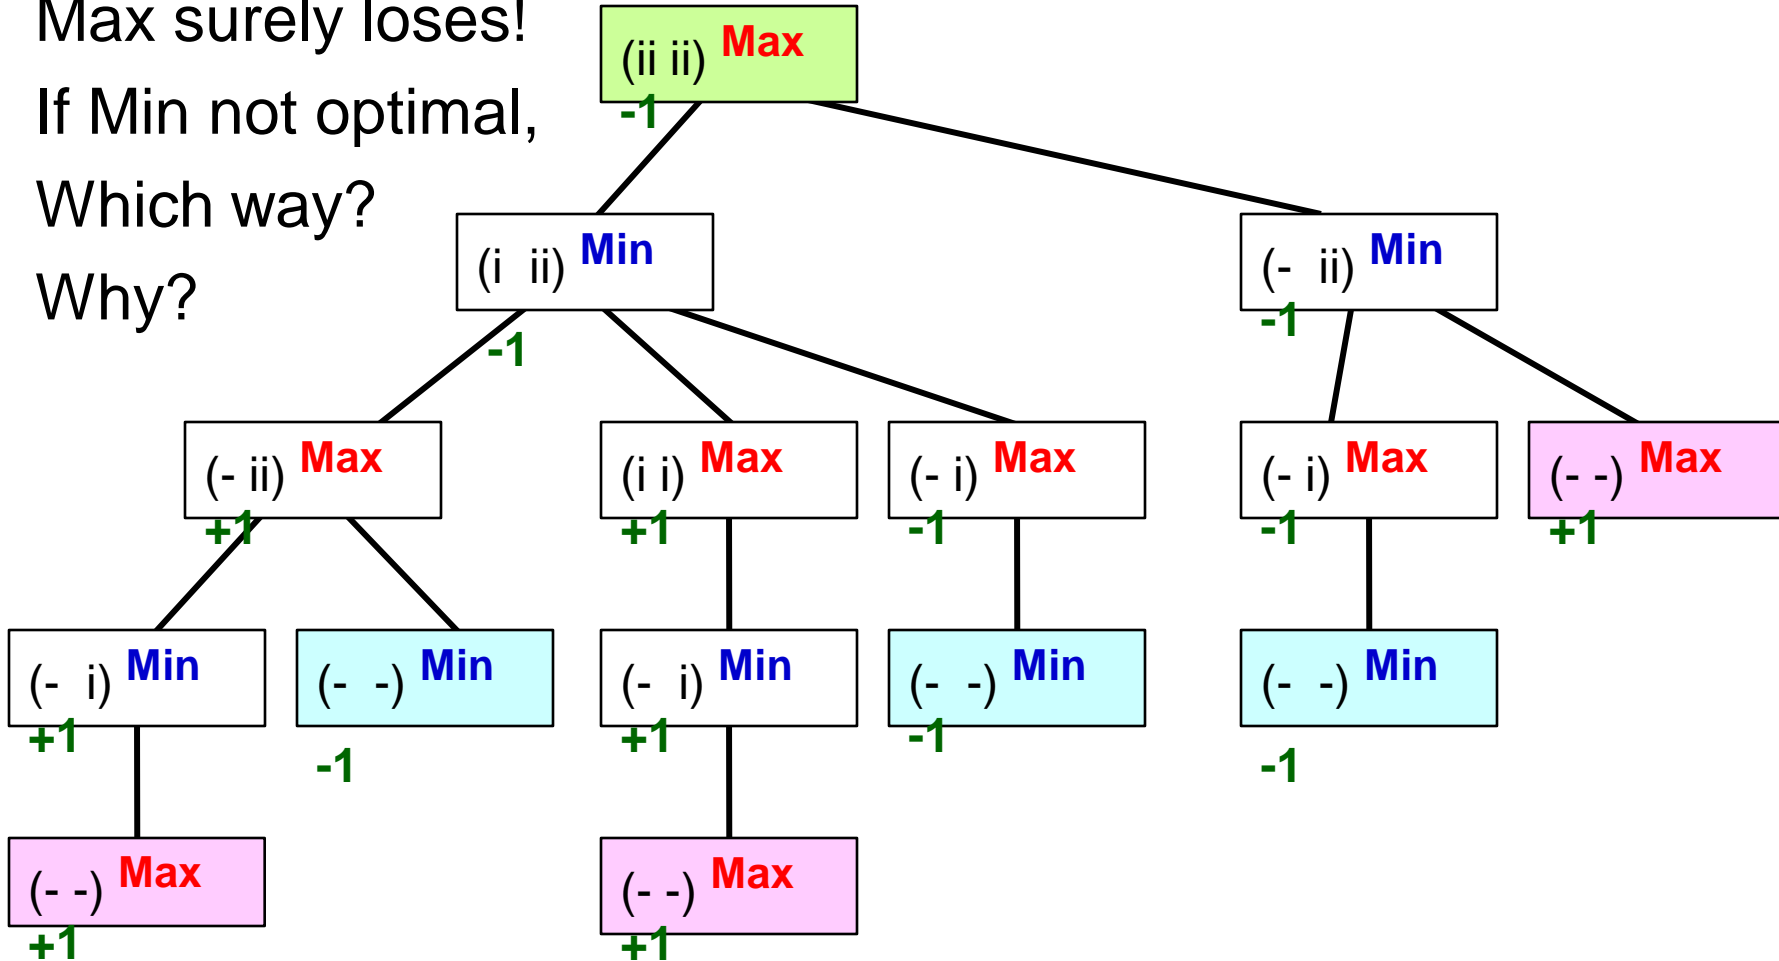 Max surely loses!
If Min not optimal,
Which way?
Why?
(ii ii) Max
-1
(i ii) Min
-1
(- ii) Min
-1
(- ii) Max
+1
(i i) Max
+1
(- i) Max
-1
(- i) Max
-1
(- -) Max
+1
(- i) Min
+1
(- -) Min
-1
(- i) Min
+1
(- -) Min
-1
(- -) Min
-1
(- -) Max
+1
(- -) Max
+1